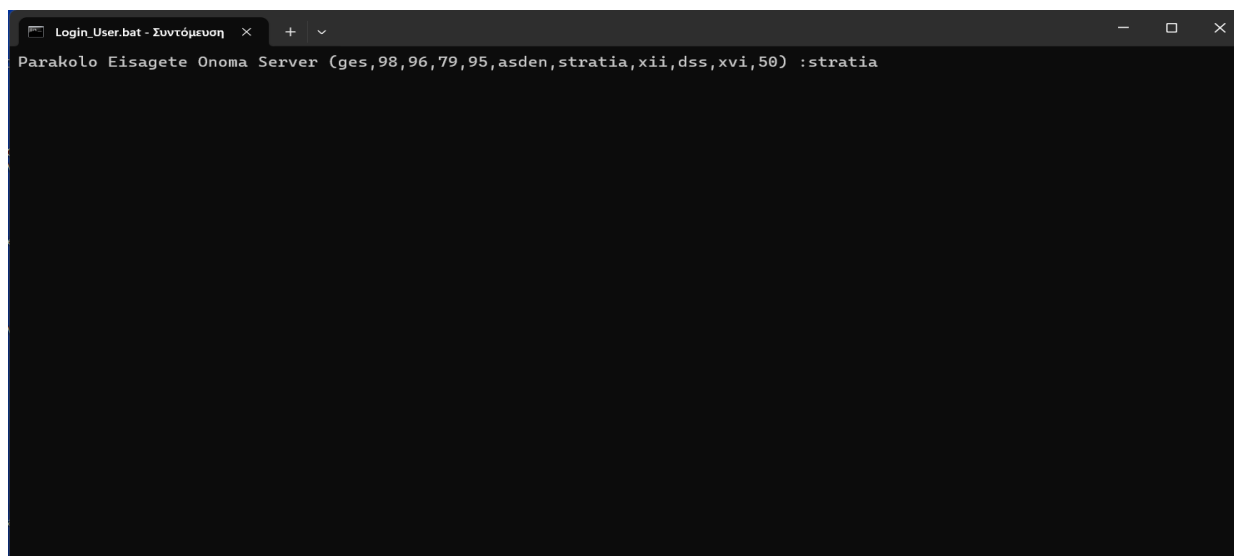 Login_User.bat - Συντόμευση
Parakolo Eisagete Onoma Server (ges,98,96,79,95,asden,stratia,xii,dss,xvi,50) :stratia